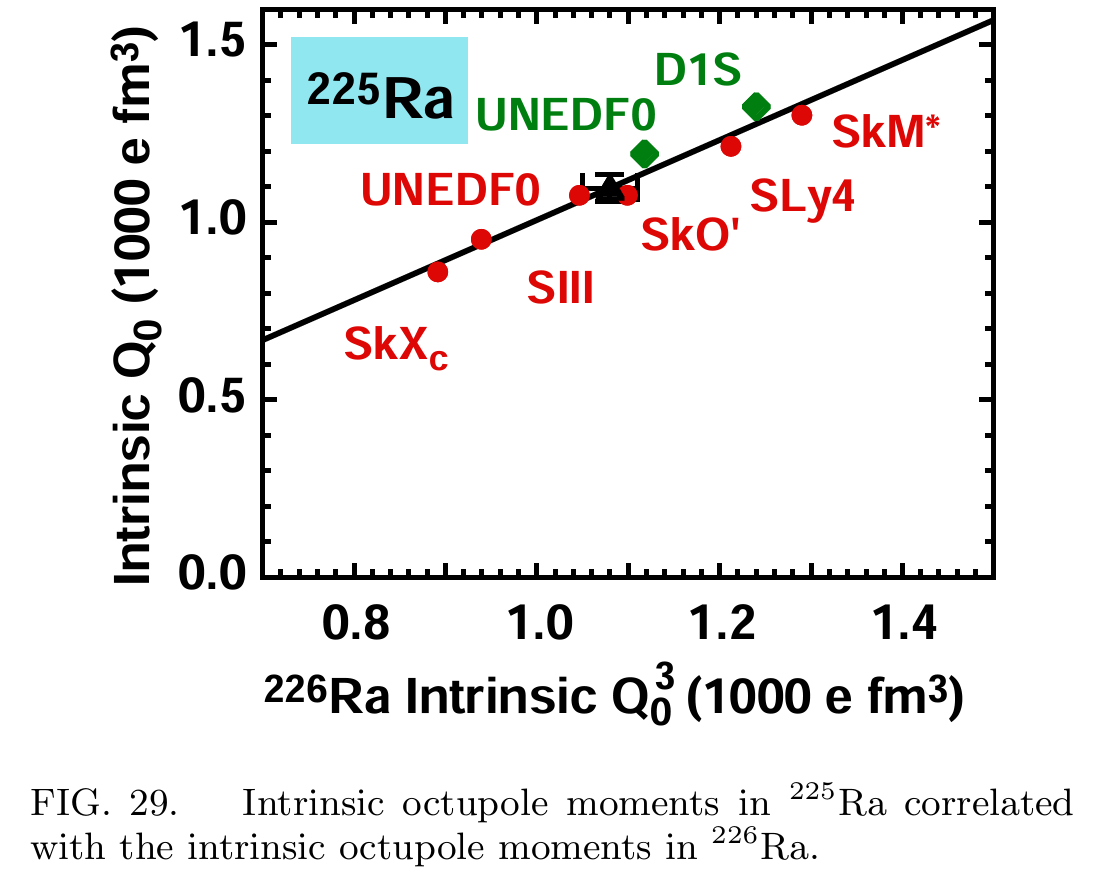 1.5
1.0
0.5
0.0
Intrinsic Q₀ (1000 e fm³)
²²⁵Ra
D1S
UNEDF0
SkM*
UNEDF0
SLy4
SkO'
SIII
SkX_c
0.8 1.0 1.2 1.4
²²⁶Ra Intrinsic Q₀³ (1000 e fm³)
FIG. 29. Intrinsic octupole moments in ²²⁵Ra correlated
with the intrinsic octupole moments in ²²⁶Ra.